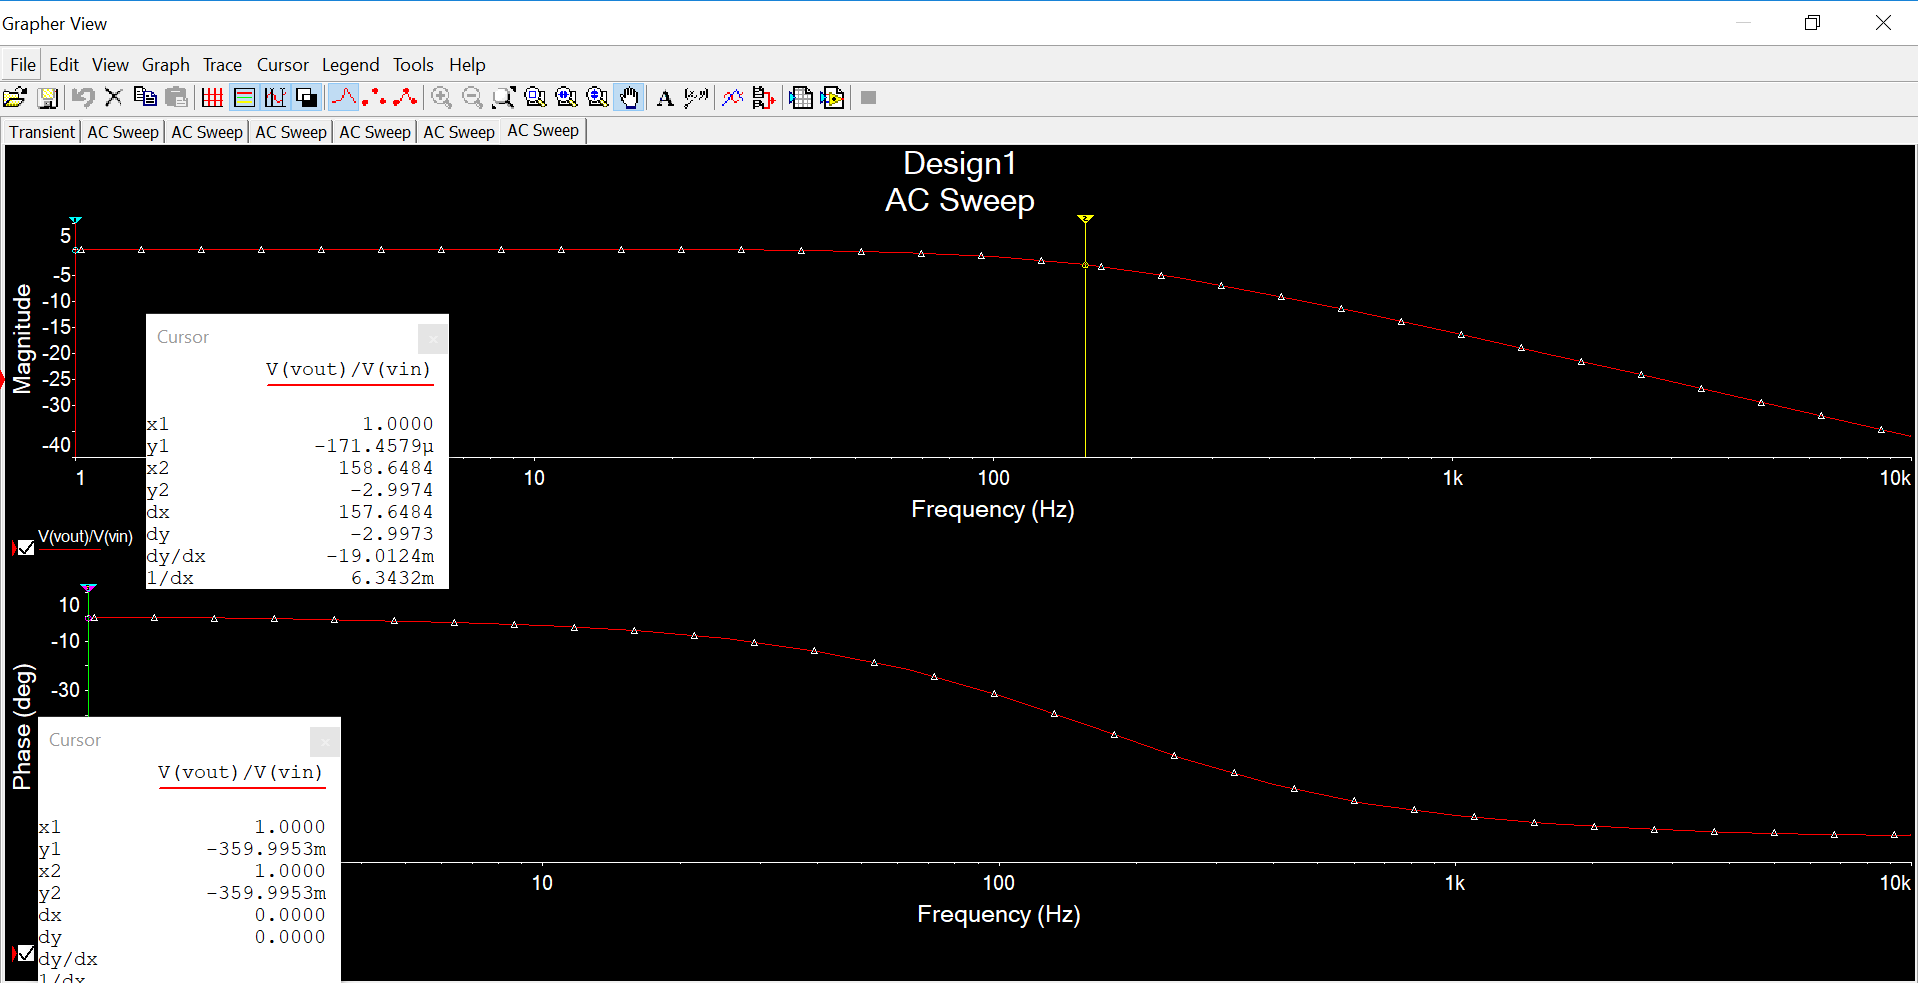 Grapher View
File Edit View Graph Trace Cursor Legend Tools Help
Transient AC Sweep AC Sweep AC Sweep AC Sweep AC Sweep AC Sweep
Design1
AC Sweep
Magnitude
5
-5
-10
-15
-20
-25
-30
-40
1 10 100 1k 10k
Frequency (Hz)
Cursor
V(vout)/V(vin)
x1 1.0000
y1 -171.4579µ
x2 158.6484
y2 -2.9974
dx 157.6484
dy -2.9973
dy/dx -19.0124m
1/dx 6.3432m
V(vout)/V(vin)
Phase (deg)
10
-10
-30
10 100 1k 10k
Frequency (Hz)
Cursor
V(vout)/V(vin)
x1 1.0000
y1 -359.9953m
x2 1.0000
y2 -359.9953m
dx 0.0000
dy 0.0000
dy/dx
1/dx